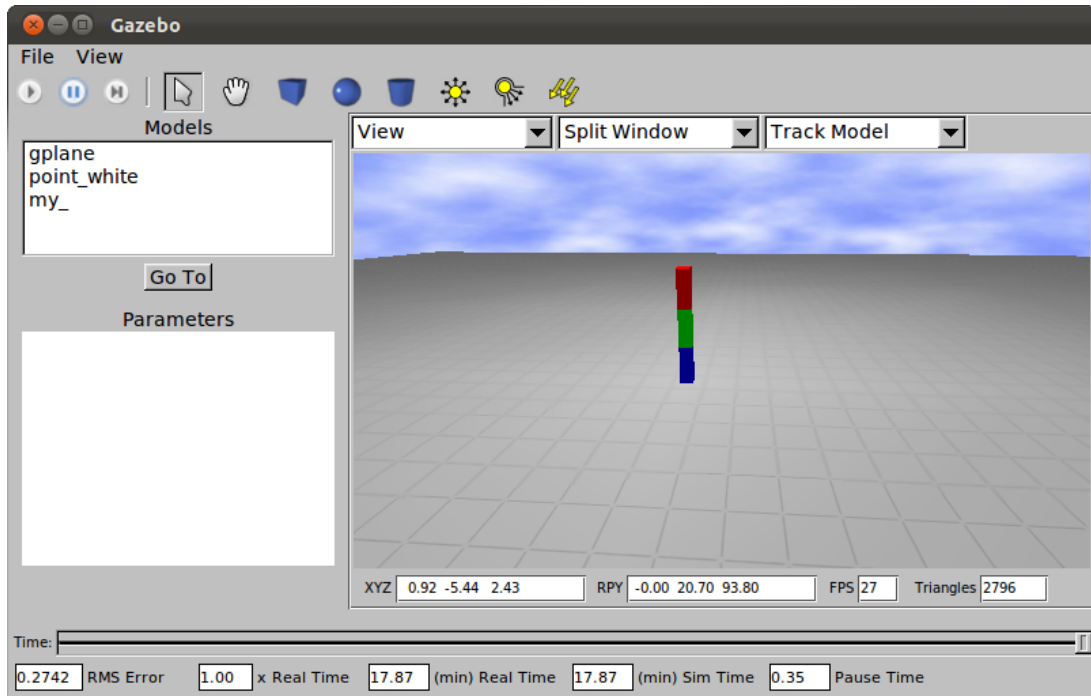 Gazebo
File View
Models
gplane
point_white
my_
Go To
Parameters
View Split Window Track Model
XYZ 0.92 -5.44 2.43 RPY -0.00 20.70 93.80 FPS 27 Triangles 2796
Time:
0.2742 RMS Error 1.00 x Real Time 17.87 (min) Real Time 17.87 (min) Sim Time 0.35 Pause Time